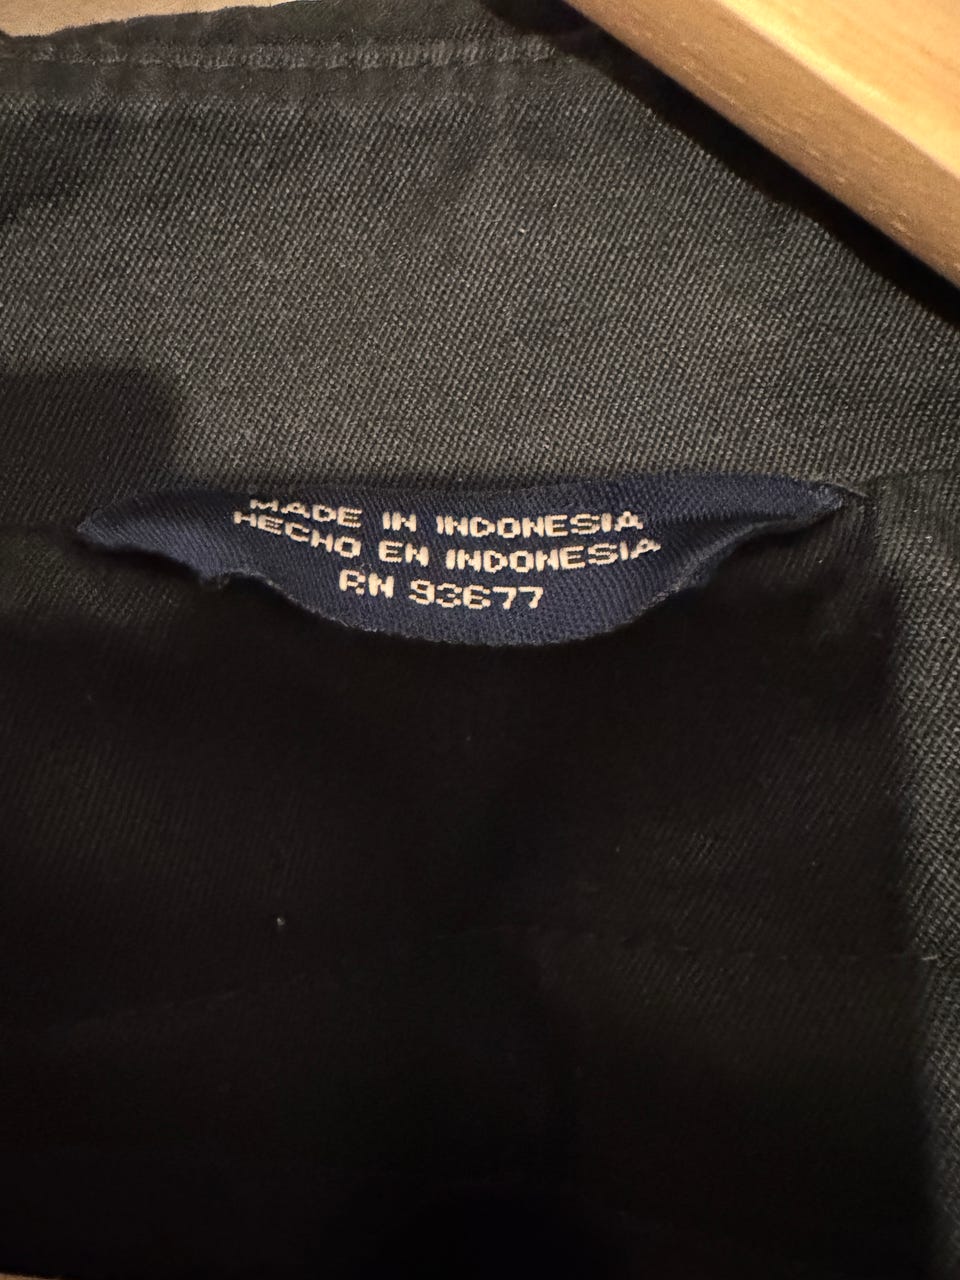 MADE IN INDONESIA
HECHO EN INDONESIA
RN 93677